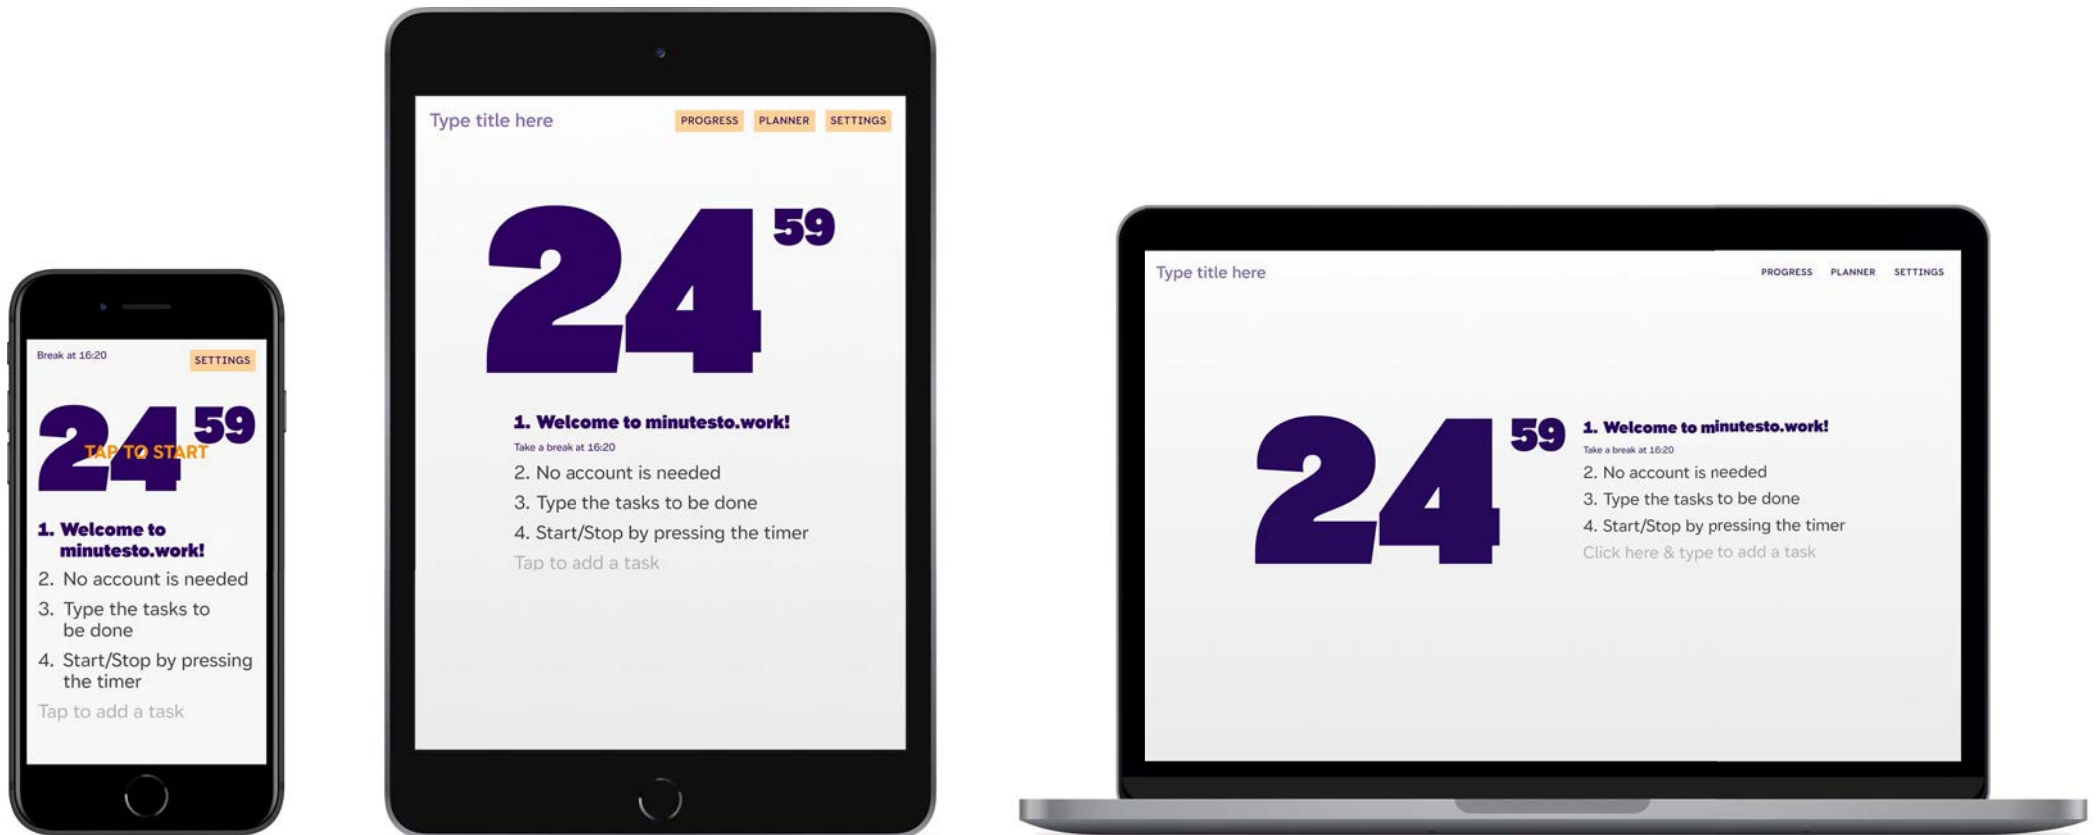 Break at 16:20
SETTINGS
24 59
TAP TO START
1. Welcome to
minutesto.work!
2. No account is needed
3. Type the tasks to
be done
4. Start/Stop by pressing
the timer
Tap to add a task
Type title here
PROGRESS PLANNER SETTINGS
24 59
1. Welcome to minutesto.work!
Take a break at 16:20
2. No account is needed
3. Type the tasks to be done
4. Start/Stop by pressing the timer
Tap to add a task
Type title here
PROGRESS PLANNER SETTINGS
24 59
1. Welcome to minutesto.work!
Take a break at 16:20
2. No account is needed
3. Type the tasks to be done
4. Start/Stop by pressing the timer
Click here & type to add a task